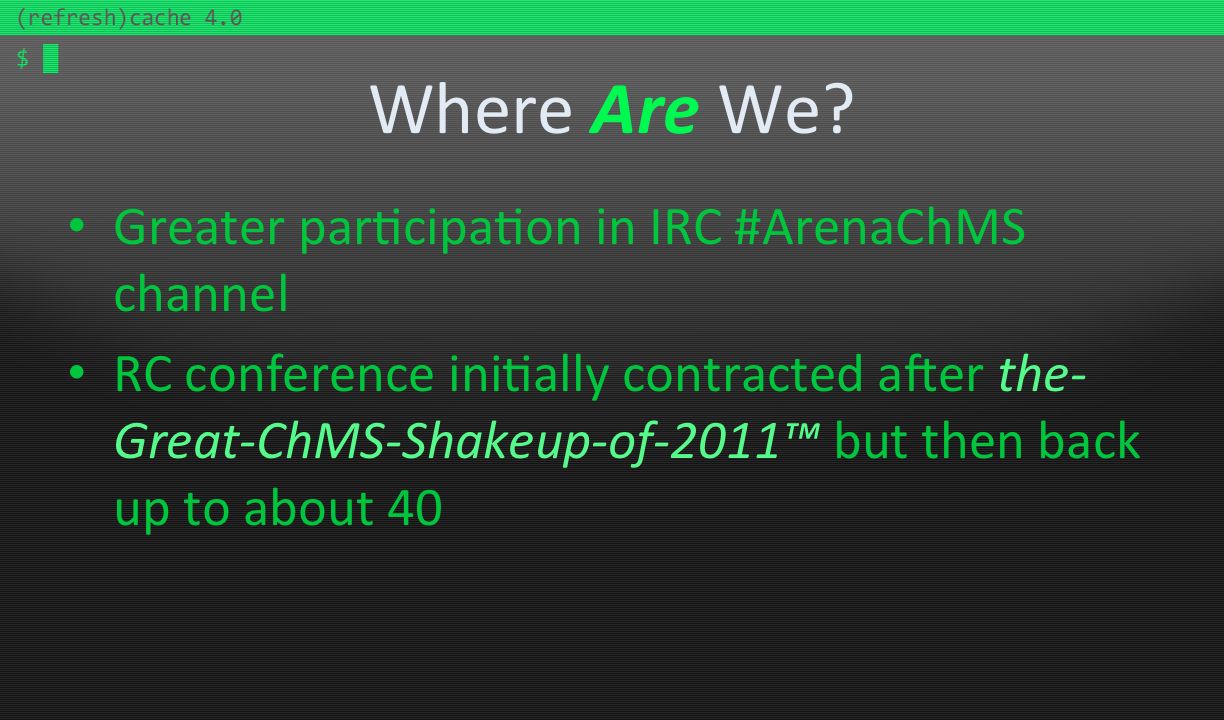 (refresh)cache 4.0
$
Where Are We?
• Greater participation in IRC #ArenaChMS
channel
• RC conference initially contracted after the-
Great-ChMS-Shakeup-of-2011™ but then back
up to about 40